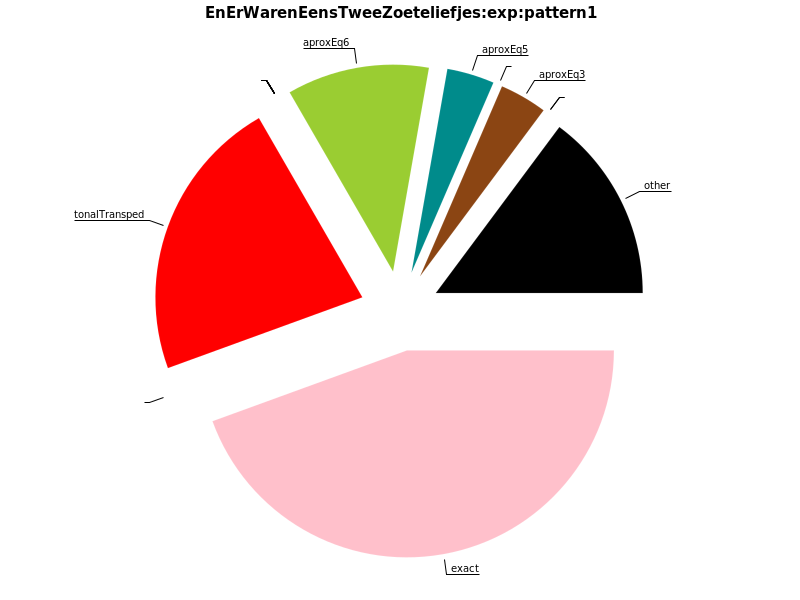 EnErWarenEensTweeZoeteliefjes:exp:pattern1
aproxEq6
aproxEq5
aproxEq3
other
tonalTransped
exact